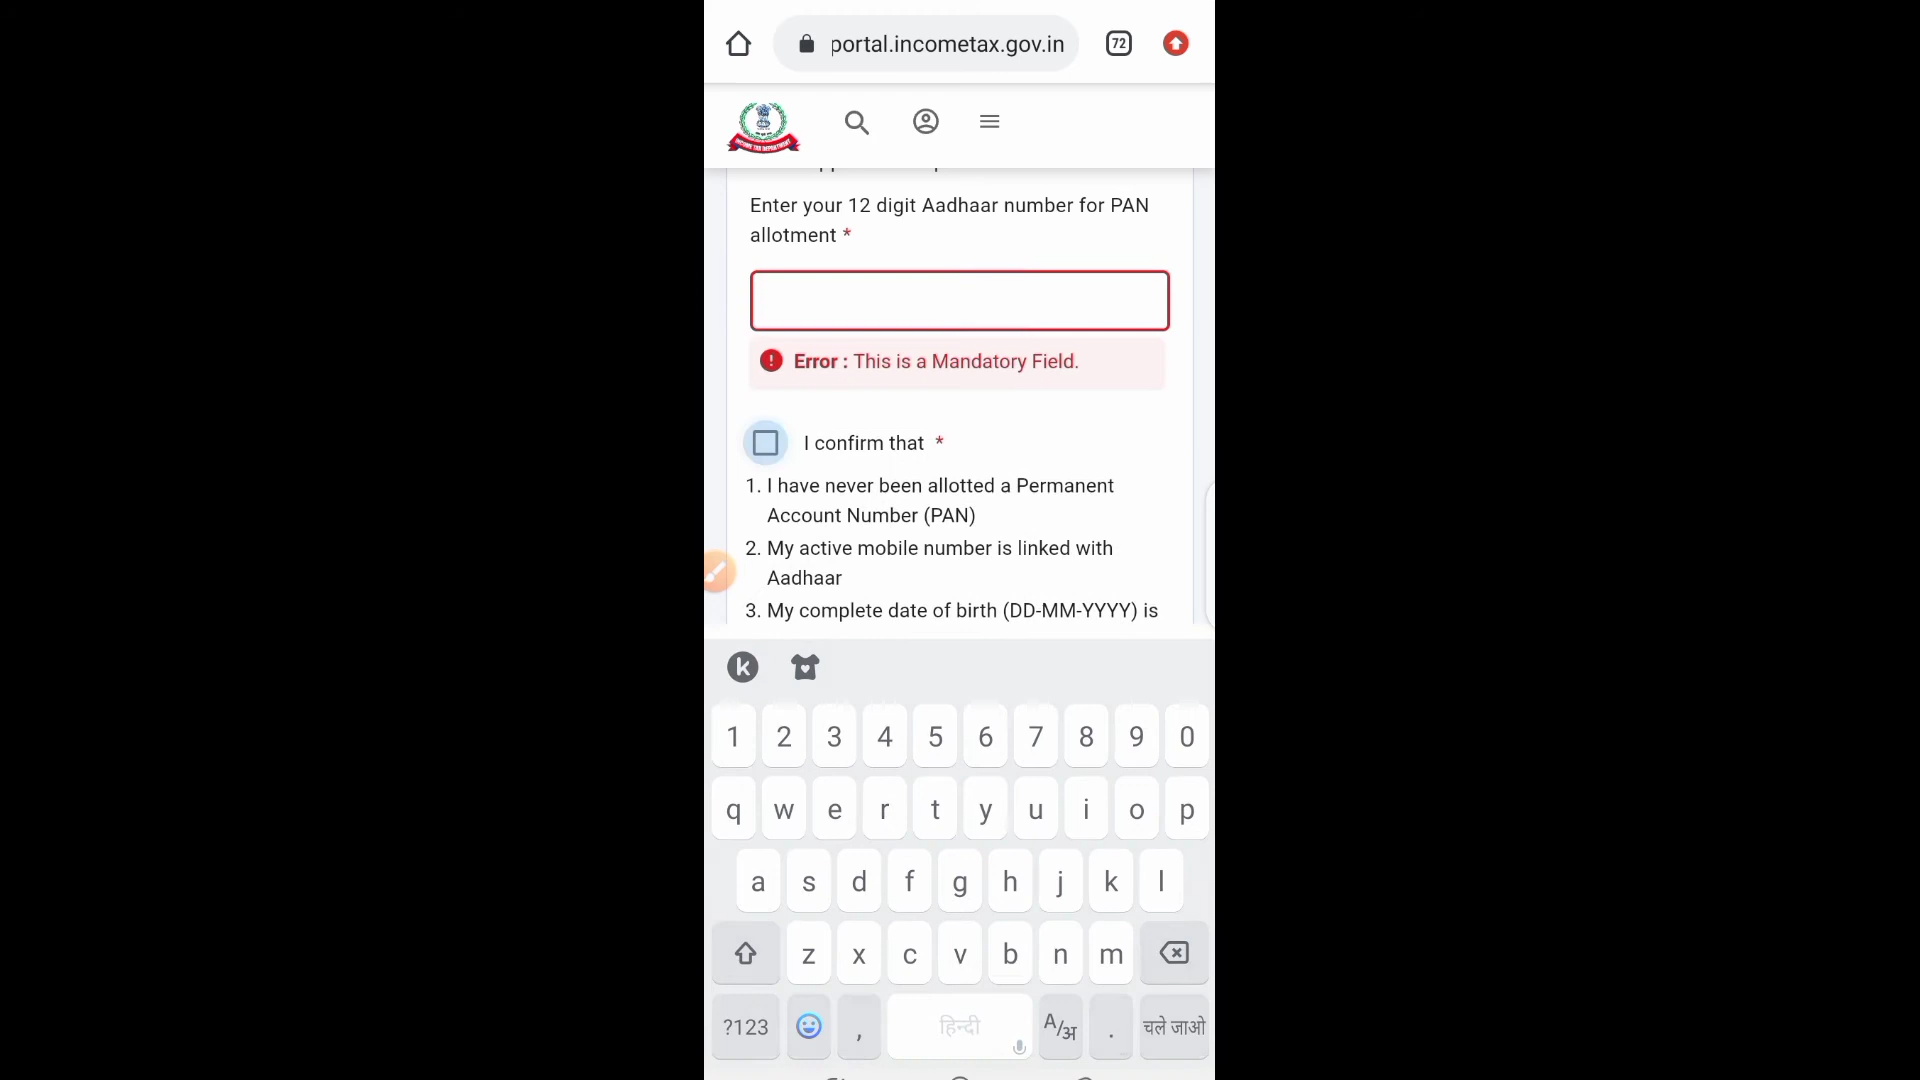 portal.incometax.gov.in
72
INCOME TAX DEPARTMENT
Enter your 12 digit Aadhaar number for PAN
allotment *
Error : This is a Mandatory Field.
I confirm that *
1. I have never been allotted a Permanent
Account Number (PAN)
2. My active mobile number is linked with
Aadhaar
3. My complete date of birth (DD-MM-YYYY) is
k
1 2 3 4 5 6 7 8 9 0
q w e r t y u i o p
a s d f g h j k l
z x c v b n m
?123 , हिन्दी A/अ . चले जाओ